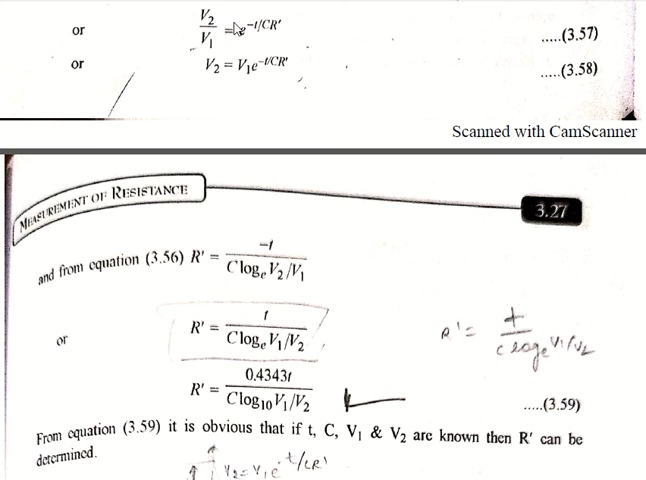 or V₂/V₁ = e^–t/CR′ .....(3.57)
or V₂ = V₁e^–t/CR′ .....(3.58)
Scanned with CamScanner
MEASUREMENT OF RESISTANCE
3.27
and from equation (3.56) R′ = –t / C logₑ V₂/V₁
or R′ = t / C logₑ V₁/V₂
R' = t / c logₑ V₁/V₂
R′ = 0.4343t / C log₁₀ V₁/V₂ .....(3.59)
From equation (3.59) it is obvious that if t, C, V₁ & V₂ are known then R′ can be
determined.
V₂ = V₁ e^-t/CR'